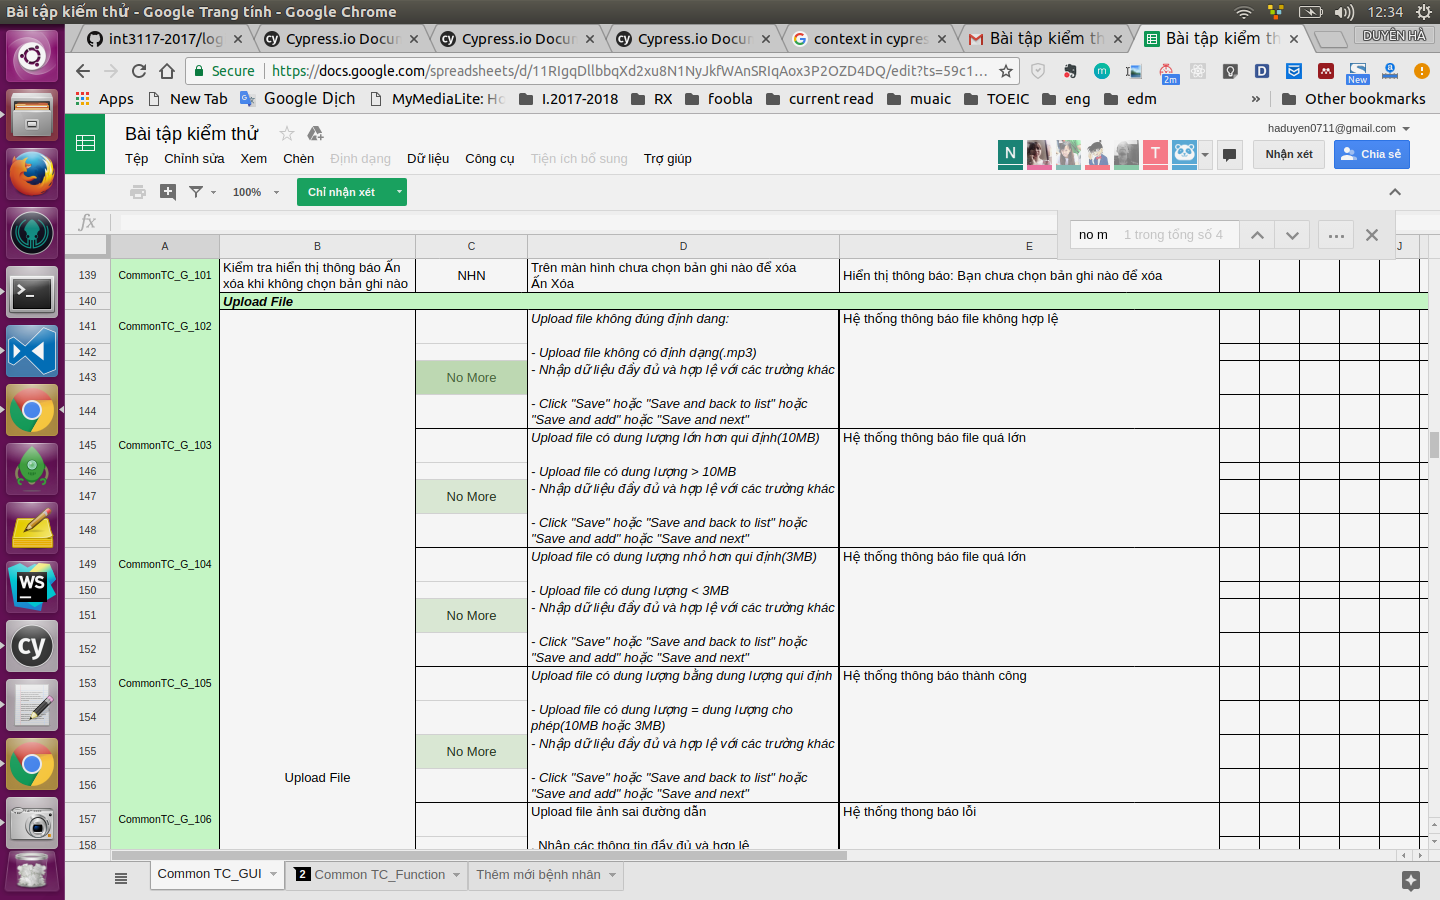 Bài tập kiểm thử - Google Trang tính - Google Chrome
12:34
int3117-2017/log
Cypress.io Docum
Cypress.io Docum
Cypress.io Docum
context in cypres
Bài tập kiểm th
Bài tập kiểm th
DUYÊN HÀ
Secure
https://docs.google.com/spreadsheets/d/11RIgqDllbbqXd2xu8N1NyJkfWAnSRIqAox3P2OZD4DQ/edit?ts=59c1...
2m
New
Apps
New Tab
Google Dịch
MyMediaLite: Ho
I.2017-2018
RX
foobla
current read
muaic
TOEIC
eng
edm
»
Other bookmarks
Bài tập kiểm thử
haduyen0711@gmail.com
Tệp Chỉnh sửa Xem Chèn Định dạng Dữ liệu Công cụ Tiện ích bổ sung Trợ giúp
N
T
Nhận xét
Chia sẻ
100%
Chỉ nhận xét
fx
no m 1 trong tổng số 4
A B C D E J
139 CommonTC_G_101
Kiểm tra hiển thị thông báo Ấn
xóa khi không chọn bản ghi nào
NHN
Trên màn hình chưa chọn bản ghi nào để xóa
Ấn Xóa
Hiển thị thông báo: Bạn chưa chọn bản ghi nào để xóa
140 Upload File
141 CommonTC_G_102
Upload file không đúng định dang:
Hệ thống thông báo file không hợp lệ
142 - Upload file không có định dạng(.mp3)
143 No More - Nhập dữ liệu đầy đủ và hợp lệ với các trường khác
144 - Click "Save" hoặc "Save and back to list" hoặc
"Save and add" hoặc "Save and next"
145 CommonTC_G_103
Upload file có dung lượng lớn hơn qui định(10MB)
Hệ thống thông báo file quá lớn
146 - Upload file có dung lượng > 10MB
147 No More - Nhập dữ liệu đầy đủ và hợp lệ với các trường khác
148 - Click "Save" hoặc "Save and back to list" hoặc
"Save and add" hoặc "Save and next"
149 CommonTC_G_104
Upload file có dung lượng nhỏ hơn qui định(3MB)
Hệ thống thông báo file quá lớn
150 - Upload file có dung lượng < 3MB
151 No More - Nhập dữ liệu đầy đủ và hợp lệ với các trường khác
152 - Click "Save" hoặc "Save and back to list" hoặc
"Save and add" hoặc "Save and next"
153 CommonTC_G_105
Upload file có dung lượng bằng dung lượng qui định
Hệ thống thông báo thành công
154 - Upload file có dung lượng = dung lượng cho
phép(10MB hoặc 3MB)
155 No More - Nhập dữ liệu đầy đủ và hợp lệ với các trường khác
156 Upload File - Click "Save" hoặc "Save and back to list" hoặc
"Save and add" hoặc "Save and next"
157 CommonTC_G_106
Upload file ảnh sai đường dẫn
Hệ thống thong báo lỗi
158 Nhập các thông tin đầy đủ và hợp lệ
Common TC_GUI
2 Common TC_Function
Thêm mới bệnh nhân
WS
cy